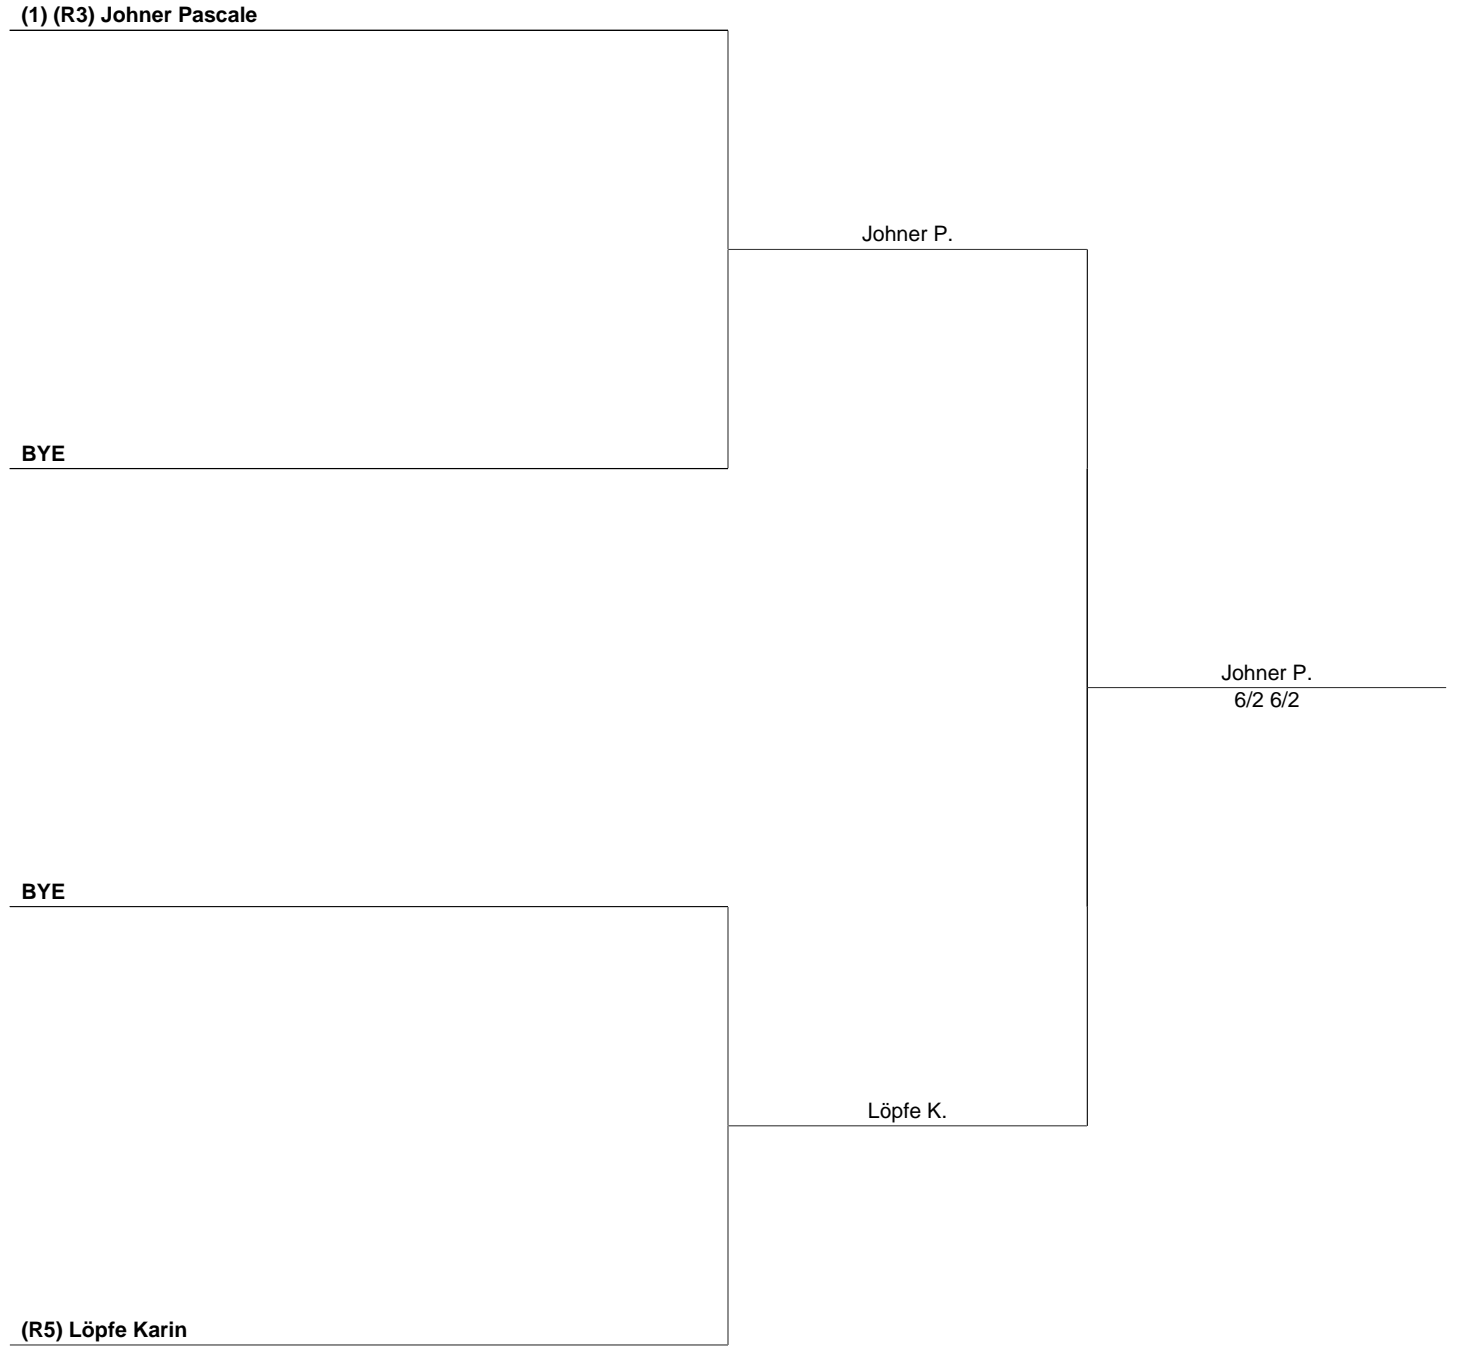 (1) (R3) Johner Pascale
Johner P.
BYE
Johner P.
6/2 6/2
BYE
Löpfe K.
(R5) Löpfe Karin